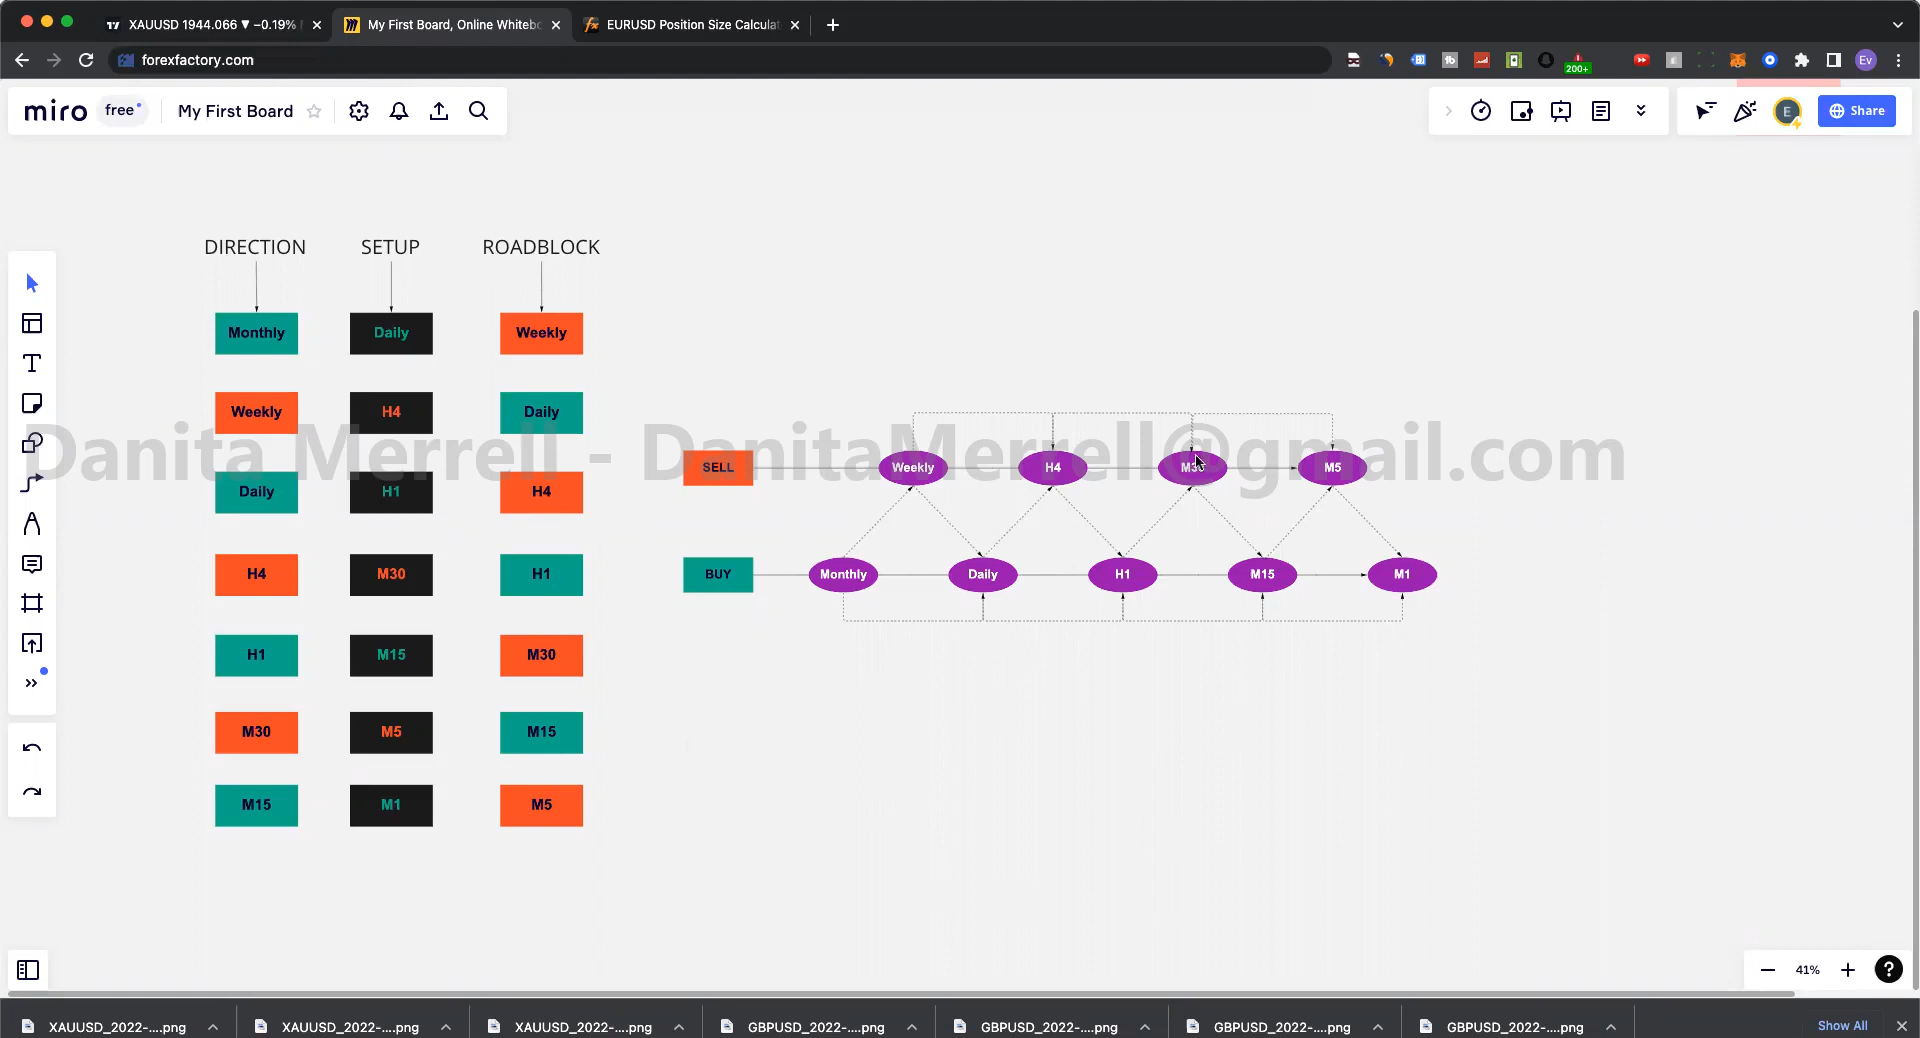 XAUUSD 1944.066 ▼ −0.19%
My First Board, Online Whitebo
EURUSD Position Size Calculat
forexfactory.com
200+
Ev
miro
free
My First Board
E
Share
DIRECTION SETUP ROADBLOCK
Monthly Daily Weekly
Weekly H4 Daily
Danita Merrell - DanitaMerrell@gmail.com
SELL Weekly H4 M30 M5
Daily H1 H4
H4 M30 H1
BUY Monthly Daily H1 M15 M1
H1 M15 M30
M30 M5 M15
M15 M1 M5
41%
?
XAUUSD_2022-....png
XAUUSD_2022-....png
XAUUSD_2022-....png
GBPUSD_2022-....png
GBPUSD_2022-....png
GBPUSD_2022-....png
GBPUSD_2022-....png
Show All